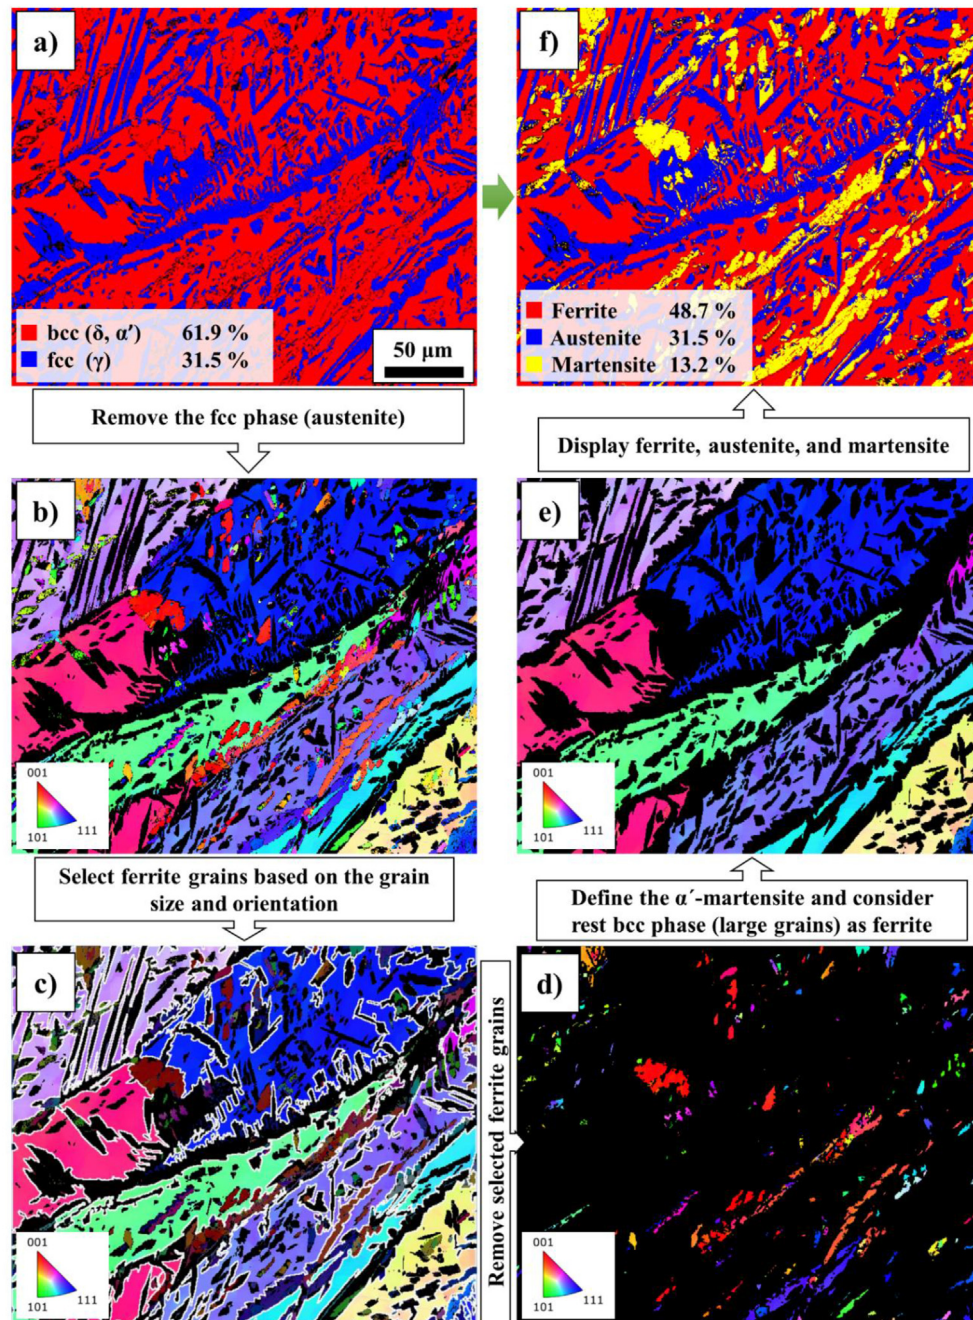 a)
bcc (δ, α′) 61.9 %
fcc (γ) 31.5 %
50 µm
Remove the fcc phase (austenite)
b)
001
101
111
Select ferrite grains based on the grain
size and orientation
c)
001
101
111
Remove selected ferrite grains
d)
001
101
111
Define the α′-martensite and consider
rest bcc phase (large grains) as ferrite
e)
001
101
111
Display ferrite, austenite, and martensite
f)
Ferrite 48.7 %
Austenite 31.5 %
Martensite 13.2 %